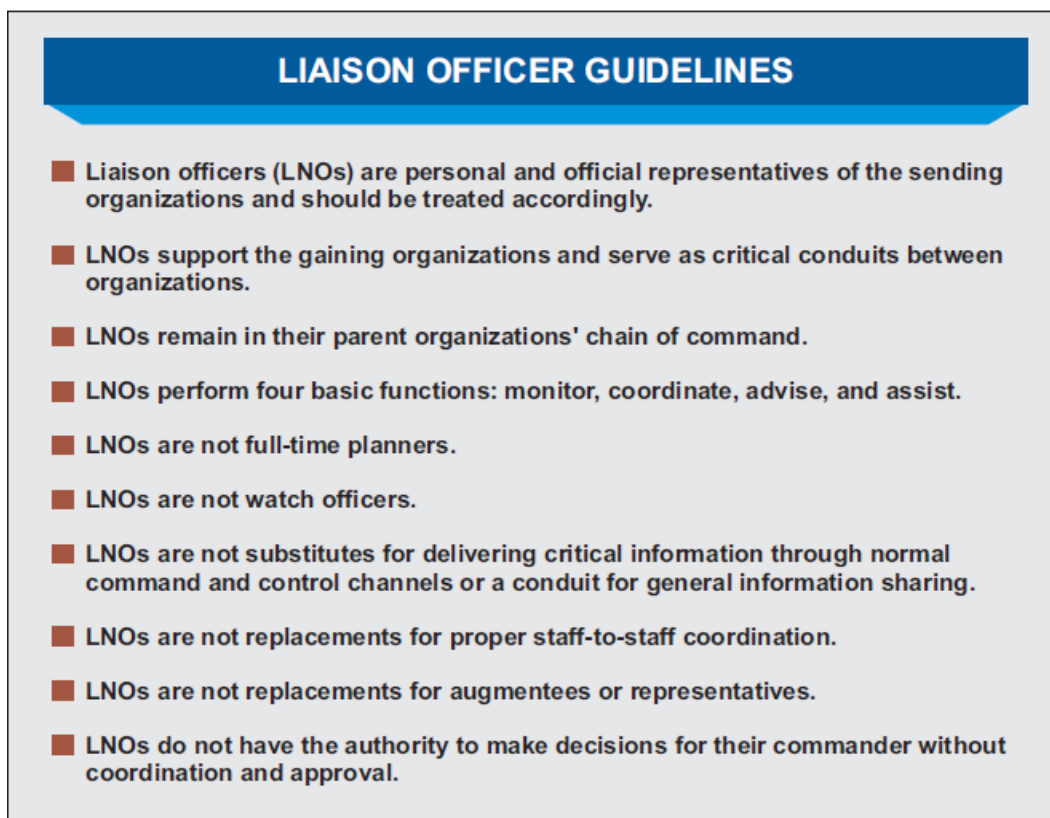 LIAISON OFFICER GUIDELINES
Liaison officers (LNOs) are personal and official representatives of the sending
organizations and should be treated accordingly.
LNOs support the gaining organizations and serve as critical conduits between
organizations.
LNOs remain in their parent organizations' chain of command.
LNOs perform four basic functions: monitor, coordinate, advise, and assist.
LNOs are not full-time planners.
LNOs are not watch officers.
LNOs are not substitutes for delivering critical information through normal
command and control channels or a conduit for general information sharing.
LNOs are not replacements for proper staff-to-staff coordination.
LNOs are not replacements for augmentees or representatives.
LNOs do not have the authority to make decisions for their commander without
coordination and approval.